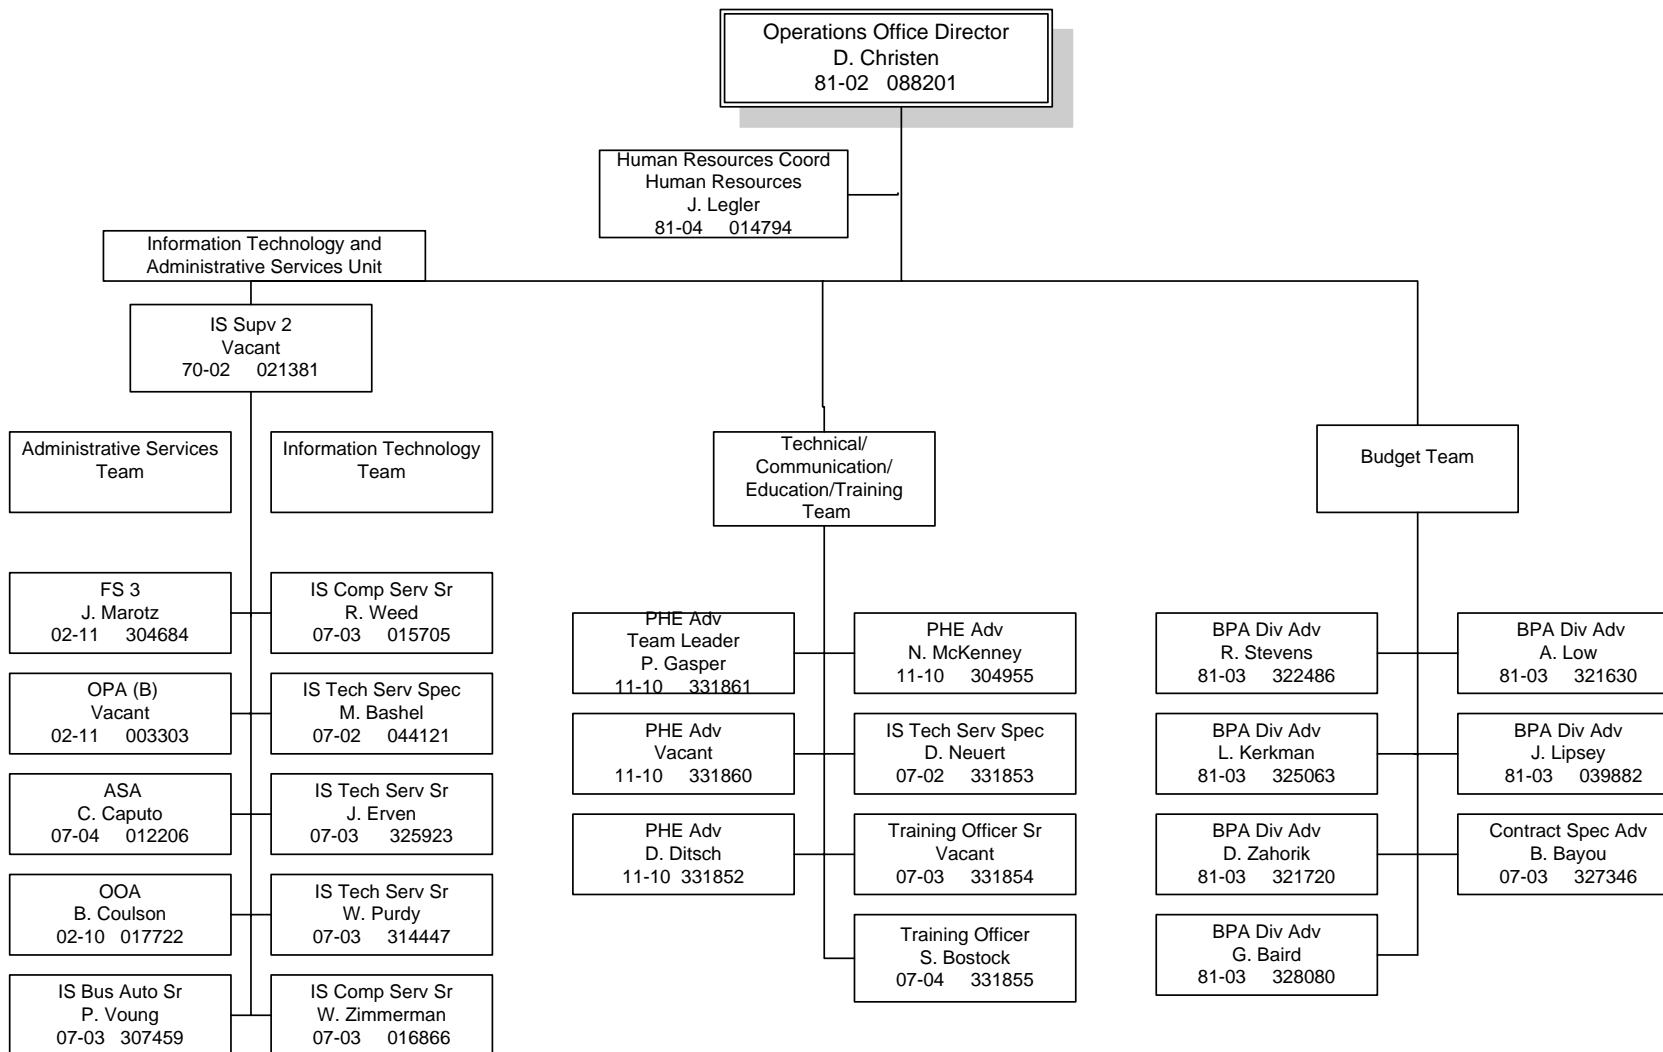 Operations Office Director
D. Christen
81-02 088201
Human Resources Coord
Human Resources
J. Legler
81-04 014794
Information Technology and
Administrative Services Unit
IS Supv 2
Vacant
70-02 021381
Administrative Services
Team
Information Technology
Team
Technical/
Communication/
Education/Training
Team
Budget Team
FS 3
J. Marotz
02-11 304684
IS Comp Serv Sr
R. Weed
07-03 015705
OPA (B)
Vacant
02-11 003303
IS Tech Serv Spec
M. Bashel
07-02 044121
ASA
C. Caputo
07-04 012206
IS Tech Serv Sr
J. Erven
07-03 325923
OOA
B. Coulson
02-10 017722
IS Tech Serv Sr
W. Purdy
07-03 314447
IS Bus Auto Sr
P. Voung
07-03 307459
IS Comp Serv Sr
W. Zimmerman
07-03 016866
PHE Adv
Team Leader
P. Gasper
11-10 331861
PHE Adv
N. McKenney
11-10 304955
PHE Adv
Vacant
11-10 331860
IS Tech Serv Spec
D. Neuert
07-02 331853
PHE Adv
D. Ditsch
11-10 331852
Training Officer Sr
Vacant
07-03 331854
Training Officer
S. Bostock
07-04 331855
BPA Div Adv
R. Stevens
81-03 322486
BPA Div Adv
A. Low
81-03 321630
BPA Div Adv
L. Kerkman
81-03 325063
BPA Div Adv
J. Lipsey
81-03 039882
BPA Div Adv
D. Zahorik
81-03 321720
Contract Spec Adv
B. Bayou
07-03 327346
BPA Div Adv
G. Baird
81-03 328080